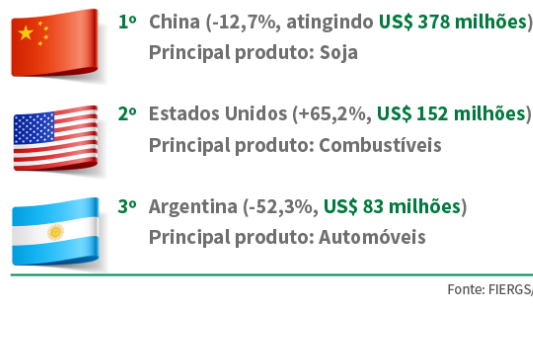 1º China (-12,7%, atingindo US$ 378 milhões)
Principal produto: Soja
2º Estados Unidos (+65,2%, US$ 152 milhões)
Principal produto: Combustíveis
3º Argentina (-52,3%, US$ 83 milhões)
Principal produto: Automóveis
Fonte: FIERGS/